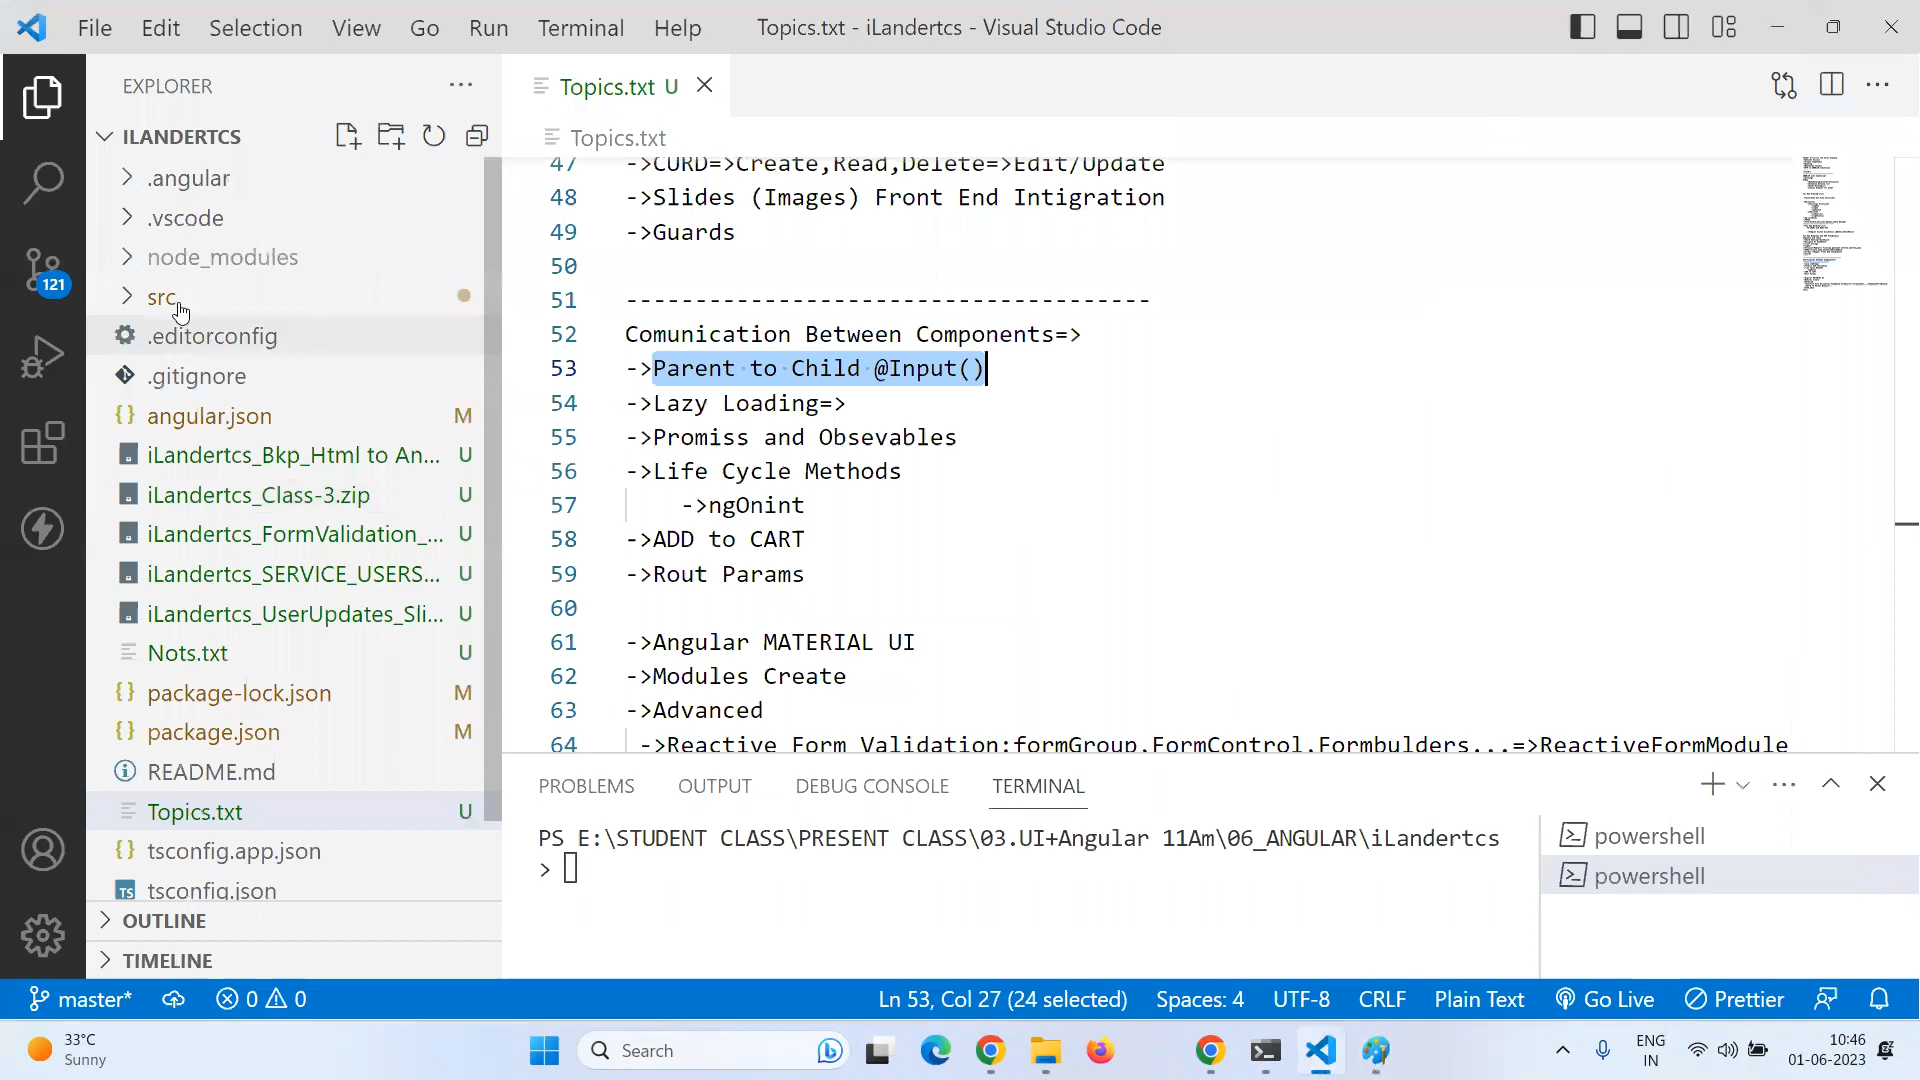 File Edit Selection View Go Run Terminal Help Topics.txt - iLandertcs - Visual Studio Code
EXPLORER
Topics.txt U
ILANDERTCS
Topics.txt
.angular
.vscode
node_modules
src
.editorconfig
.gitignore
angular.json M
iLandertcs_Bkp_Html to An... U
iLandertcs_Class-3.zip U
iLandertcs_FormValidation_... U
iLandertcs_SERVICE_USERS... U
iLandertcs_UserUpdates_Sli... U
Nots.txt U
package-lock.json M
package.json M
README.md
Topics.txt U
tsconfig.app.json
tsconfig.json
OUTLINE
TIMELINE
121
47 ->CURD=>Create,Read,Delete=>Edit/Update
48 ->Slides (Images) Front End Intigration
49 ->Guards
50
51 --------------------------------------
52 Comunication Between Components=>
53 ->Parent to Child @Input()
54 ->Lazy Loading=>
55 ->Promiss and Obsevables
56 ->Life Cycle Methods
57 ->ngOnint
58 ->ADD to CART
59 ->Rout Params
60
61 ->Angular MATERIAL UI
62 ->Modules Create
63 ->Advanced
64 ->Reactive Form Validation:formGroup,FormControl,Formbulders...=>ReactiveFormModule
PROBLEMS OUTPUT DEBUG CONSOLE TERMINAL
PS E:\STUDENT CLASS\PRESENT CLASS\03.UI+Angular 11Am\06_ANGULAR\iLandertcs
>
powershell
powershell
master* 0 0 Ln 53, Col 27 (24 selected) Spaces: 4 UTF-8 CRLF Plain Text Go Live Prettier
33°C
Sunny
Search
ENG
IN
10:46
01-06-2023